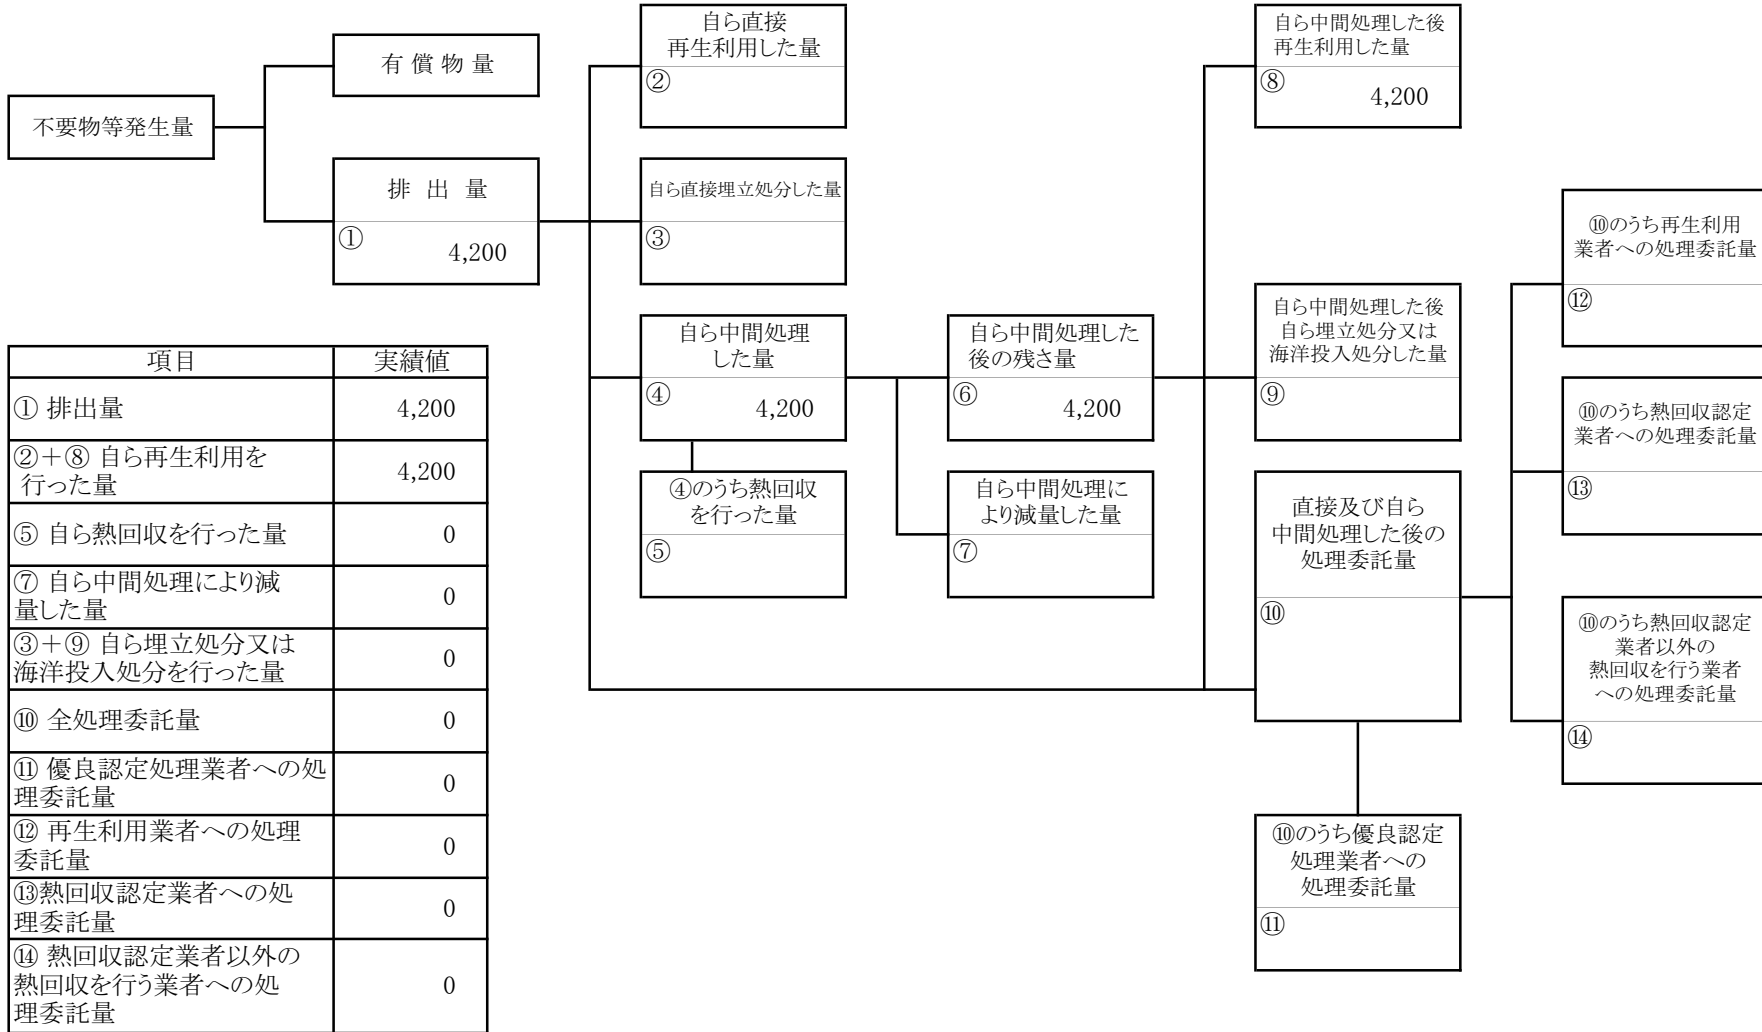 不要物等発生量
有 償 物 量
排 出 量
①
4,200
自ら直接
再生利用した量
②
自ら直接埋立処分した量
③
自ら中間処理
した量
④
4,200
④のうち熱回収
を行った量
⑤
自ら中間処理した
後の残さ量
⑥
4,200
自ら中間処理に
より減量した量
⑦
自ら中間処理した後
再生利用した量
⑧
4,200
自ら中間処理した後
自ら埋立処分又は
海洋投入処分した量
⑨
直接及び自ら
中間処理した後の
処理委託量
⑩
⑩のうち優良認定
処理業者への
処理委託量
⑪
⑩のうち再生利用
業者への処理委託量
⑫
⑩のうち熱回収認定
業者への処理委託量
⑬
⑩のうち熱回収認定
業者以外の
熱回収を行う業者
への処理委託量
⑭
項目 実績値
① 排出量 4,200
②＋⑧ 自ら再生利用を
行った量 4,200
⑤ 自ら熱回収を行った量 0
⑦ 自ら中間処理により減
量した量 0
③＋⑨ 自ら埋立処分又は
海洋投入処分を行った量 0
⑩ 全処理委託量 0
⑪ 優良認定処理業者への処
理委託量 0
⑫ 再生利用業者への処理
委託量 0
⑬熱回収認定業者への処
理委託量 0
⑭ 熱回収認定業者以外の
熱回収を行う業者への処 0
理委託量